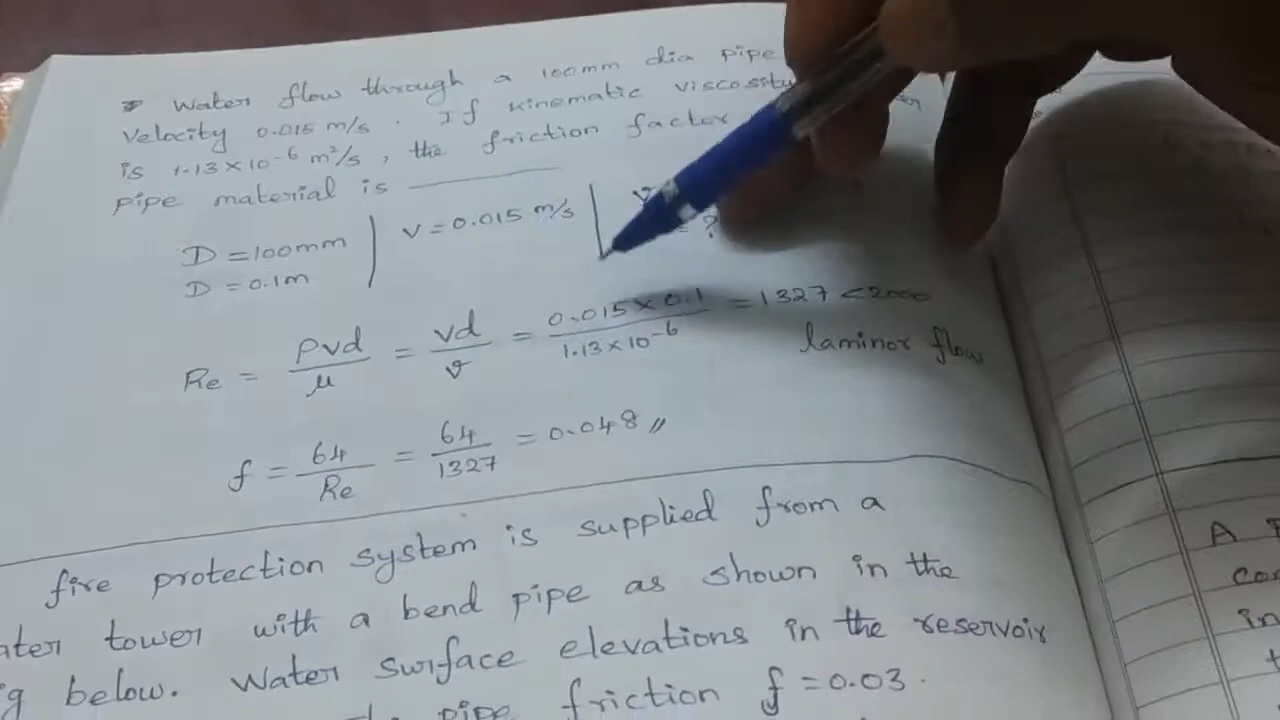 Water flow through a 100mm dia pipe
velocity 0.015 m/s. If kinematic viscosity
is 1.13×10⁻⁶ m²/s, the friction factor
pipe material is ______
D = 100mm | V = 0.015 m/s |
D = 0.1m = ?
Re = ρvd/μ = vd/ν = 0.015×0.1/1.13×10⁻⁶ = 1327 < 2000
laminor flow
f = 64/Re = 64/1327 = 0.048 //
fire protection system is supplied from a
ater tower with a bend pipe as shown in the
g below. Water surface elevations in the reservoir
pipe friction f = 0.03.
A
in